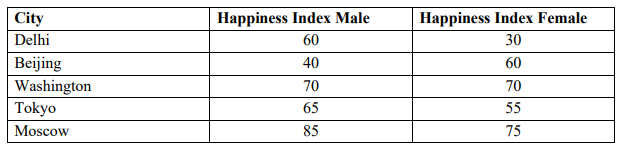 City Happiness Index Male Happiness Index Female
Delhi 60 30
Beijing 40 60
Washington 70 70
Tokyo 65 55
Moscow 85 75